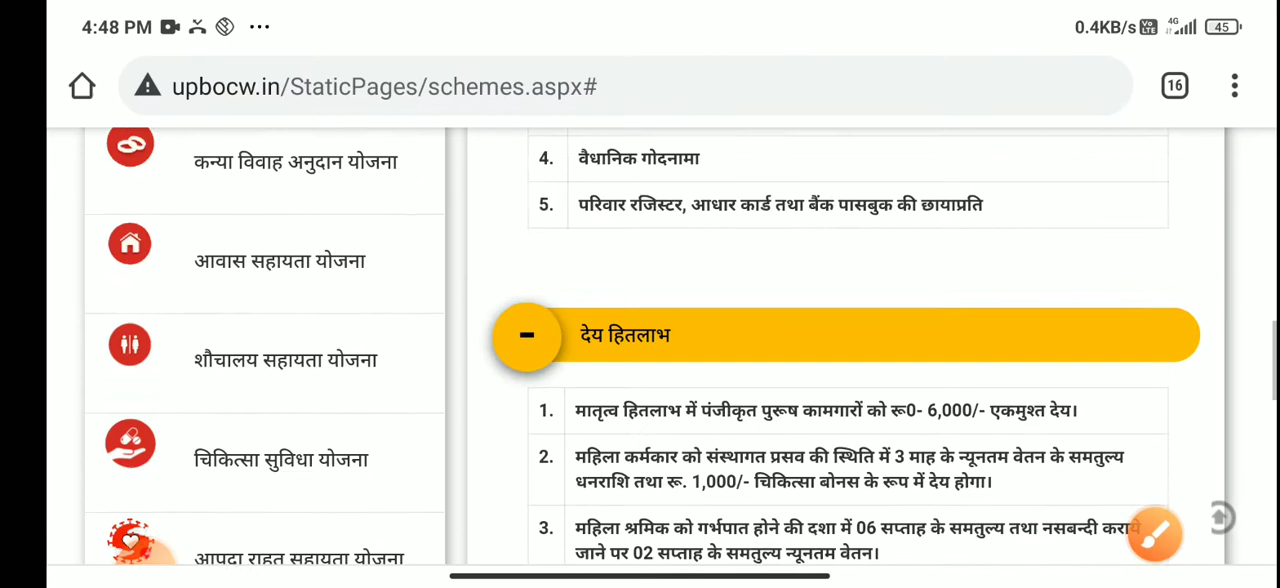 4:48 PM ... 0.4KB/s Vo LTE 4G 45
upbocw.in/StaticPages/schemes.aspx# 16
कन्या विवाह अनुदान योजना
आवास सहायता योजना
शौचालय सहायता योजना
चिकित्सा सुविधा योजना
आपदा राहत सहायता योजना
4. वैधानिक गोदनामा
5. परिवार रजिस्टर, आधार कार्ड तथा बैंक पासबुक की छायाप्रति
- देय हितलाभ
1. मातृत्व हितलाभ में पंजीकृत पुरूष कामगारों को रू0- 6,000/- एकमुश्त देय।
2. महिला कर्मकार को संस्थागत प्रसव की स्थिति में 3 माह के न्यूनतम वेतन के समतुल्य
धनराशि तथा रू. 1,000/- चिकित्सा बोनस के रूप में देय होगा।
3. महिला श्रमिक को गर्भपात होने की दशा में 06 सप्ताह के समतुल्य तथा नसबन्दी कराये
जाने पर 02 सप्ताह के समतुल्य न्यूनतम वेतन।